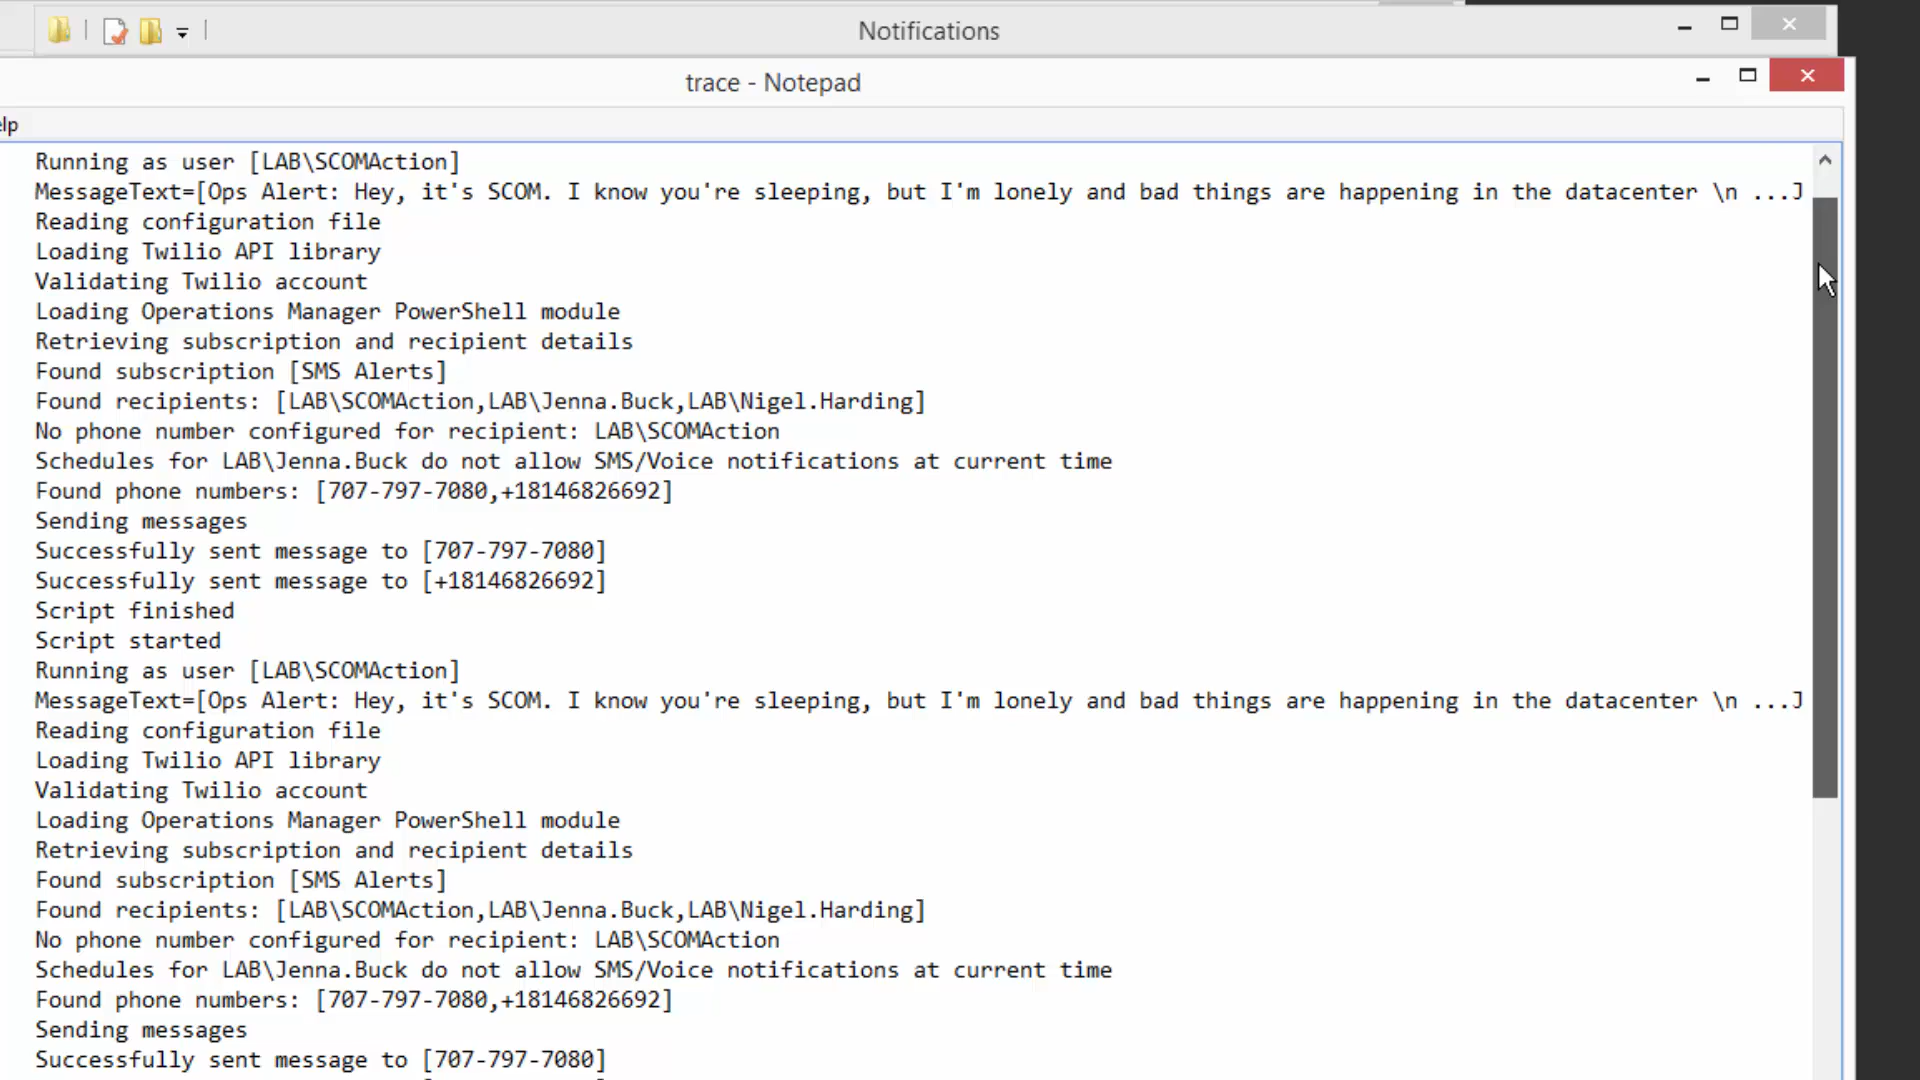 Notifications
trace - Notepad
elp
Running as user [LAB\SCOMAction]
MessageText=[Ops Alert: Hey, it's SCOM. I know you're sleeping, but I'm lonely and bad things are happening in the datacenter \n ...J
Reading configuration file
Loading Twilio API library
Validating Twilio account
Loading Operations Manager PowerShell module
Retrieving subscription and recipient details
Found subscription [SMS Alerts]
Found recipients: [LAB\SCOMAction,LAB\Jenna.Buck,LAB\Nigel.Harding]
No phone number configured for recipient: LAB\SCOMAction
Schedules for LAB\Jenna.Buck do not allow SMS/Voice notifications at current time
Found phone numbers: [707-797-7080,+18146826692]
Sending messages
Successfully sent message to [707-797-7080]
Successfully sent message to [+18146826692]
Script finished
Script started
Running as user [LAB\SCOMAction]
MessageText=[Ops Alert: Hey, it's SCOM. I know you're sleeping, but I'm lonely and bad things are happening in the datacenter \n ...J
Reading configuration file
Loading Twilio API library
Validating Twilio account
Loading Operations Manager PowerShell module
Retrieving subscription and recipient details
Found subscription [SMS Alerts]
Found recipients: [LAB\SCOMAction,LAB\Jenna.Buck,LAB\Nigel.Harding]
No phone number configured for recipient: LAB\SCOMAction
Schedules for LAB\Jenna.Buck do not allow SMS/Voice notifications at current time
Found phone numbers: [707-797-7080,+18146826692]
Sending messages
Successfully sent message to [707-797-7080]